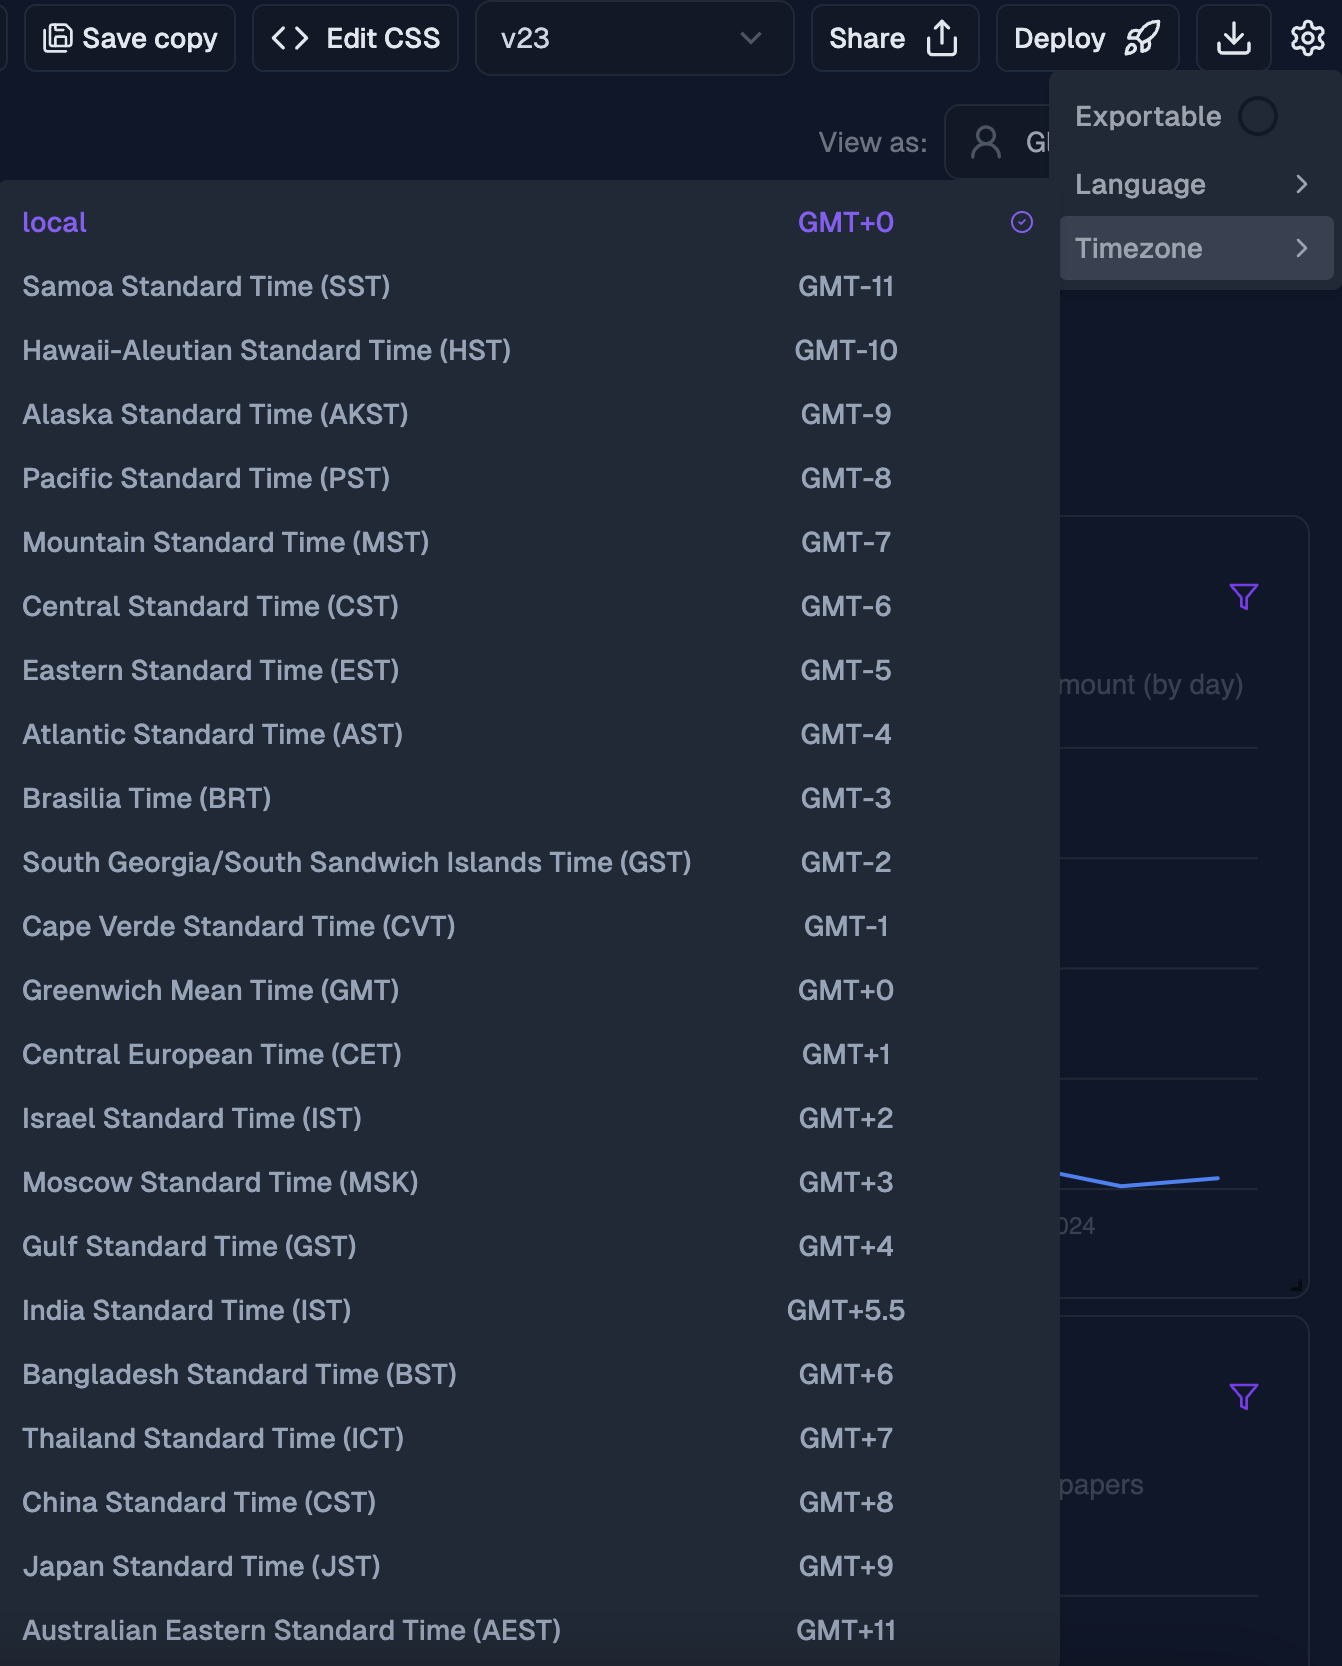 Save copy
Edit CSS
v23
Share
Deploy
Exportable
View as:
Language
Timezone
local GMT+0
Samoa Standard Time (SST) GMT-11
Hawaii-Aleutian Standard Time (HST) GMT-10
Alaska Standard Time (AKST) GMT-9
Pacific Standard Time (PST) GMT-8
Mountain Standard Time (MST) GMT-7
Central Standard Time (CST) GMT-6
Eastern Standard Time (EST) GMT-5
mount (by day)
Atlantic Standard Time (AST) GMT-4
Brasilia Time (BRT) GMT-3
South Georgia/South Sandwich Islands Time (GST) GMT-2
Cape Verde Standard Time (CVT) GMT-1
Greenwich Mean Time (GMT) GMT+0
Central European Time (CET) GMT+1
Israel Standard Time (IST) GMT+2
Moscow Standard Time (MSK) GMT+3
024
Gulf Standard Time (GST) GMT+4
India Standard Time (IST) GMT+5.5
Bangladesh Standard Time (BST) GMT+6
Thailand Standard Time (ICT) GMT+7
papers
China Standard Time (CST) GMT+8
Japan Standard Time (JST) GMT+9
Australian Eastern Standard Time (AEST) GMT+11